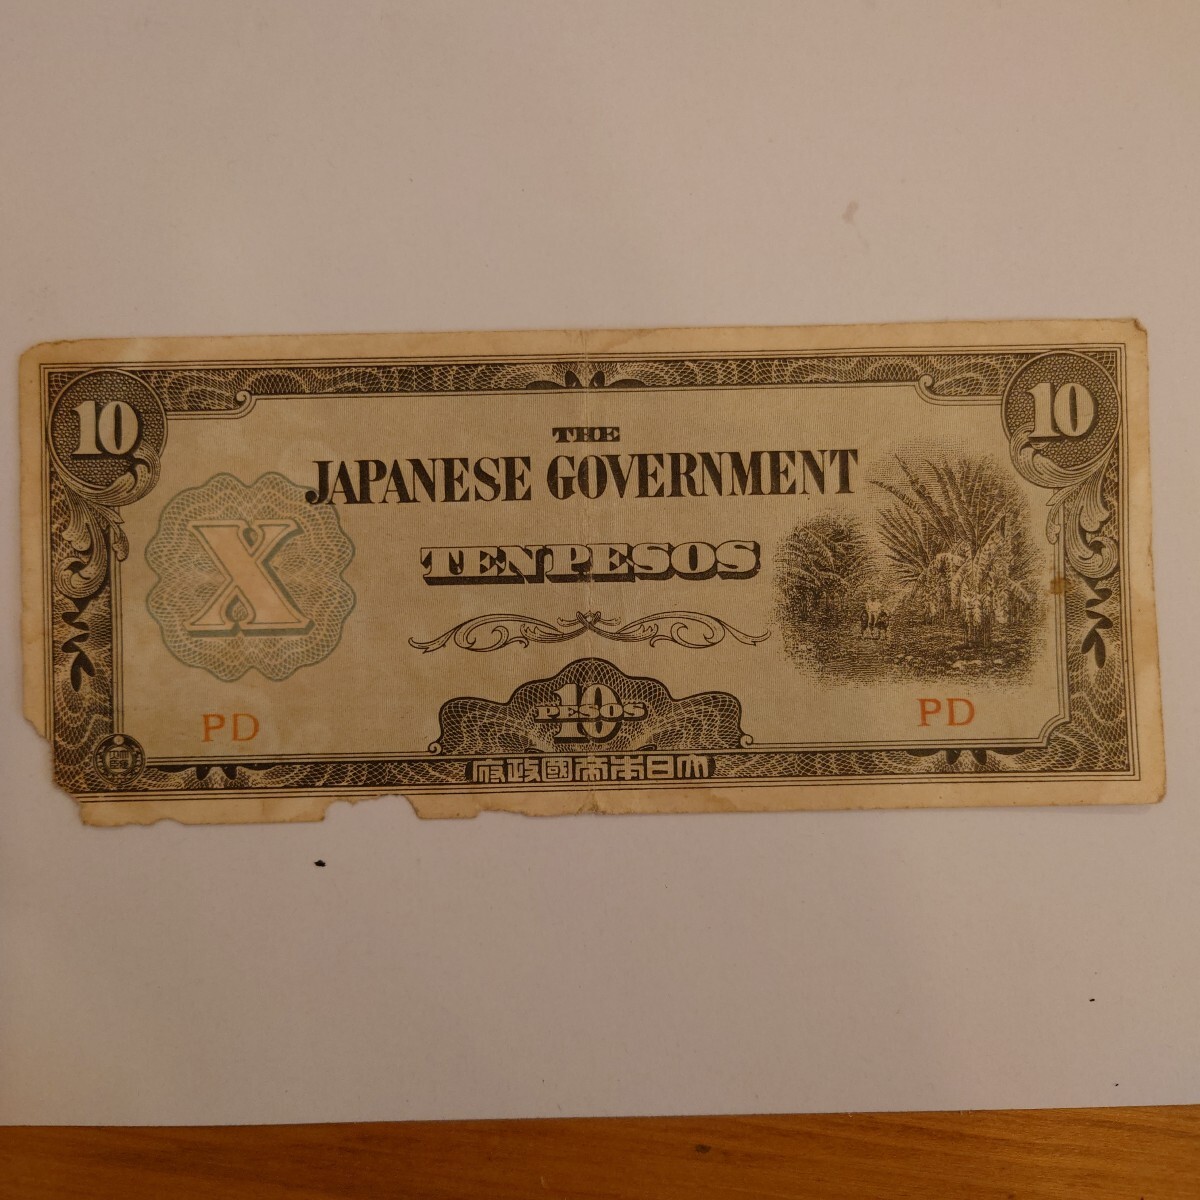 10
10
THE
JAPANESE GOVERNMENT
X
TEN PESOS
10
PESOS
PD
PD
府政國帝本日大